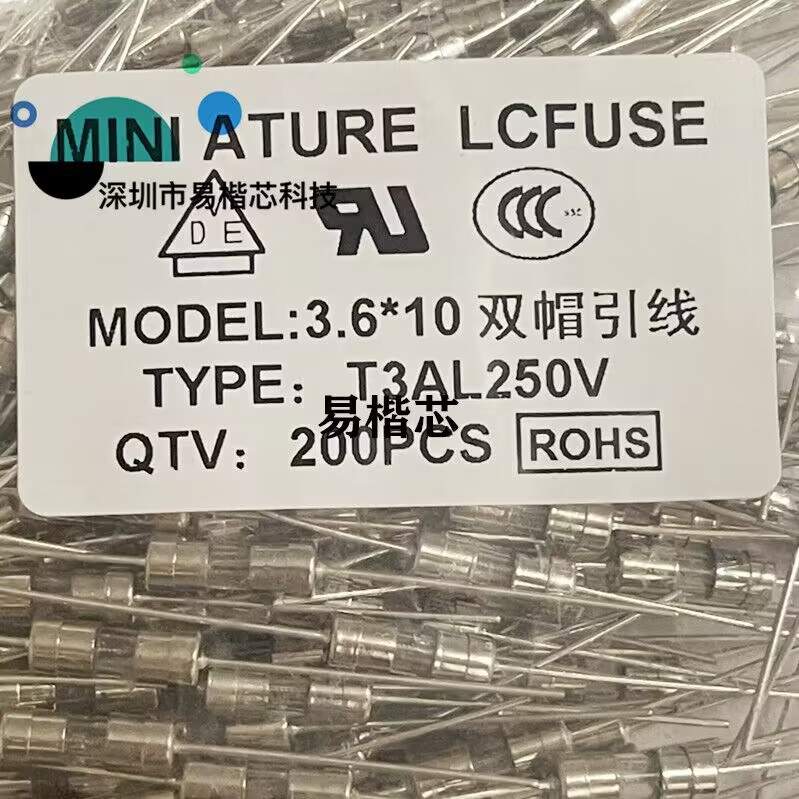 MINI ATURE LCFUSE
深圳市易楷芯科技
D E
CCC S&E
MODEL:3.6*10 双帽引线
TYPE: T3AL250V
易楷芯
QTV: 200PCS ROHS